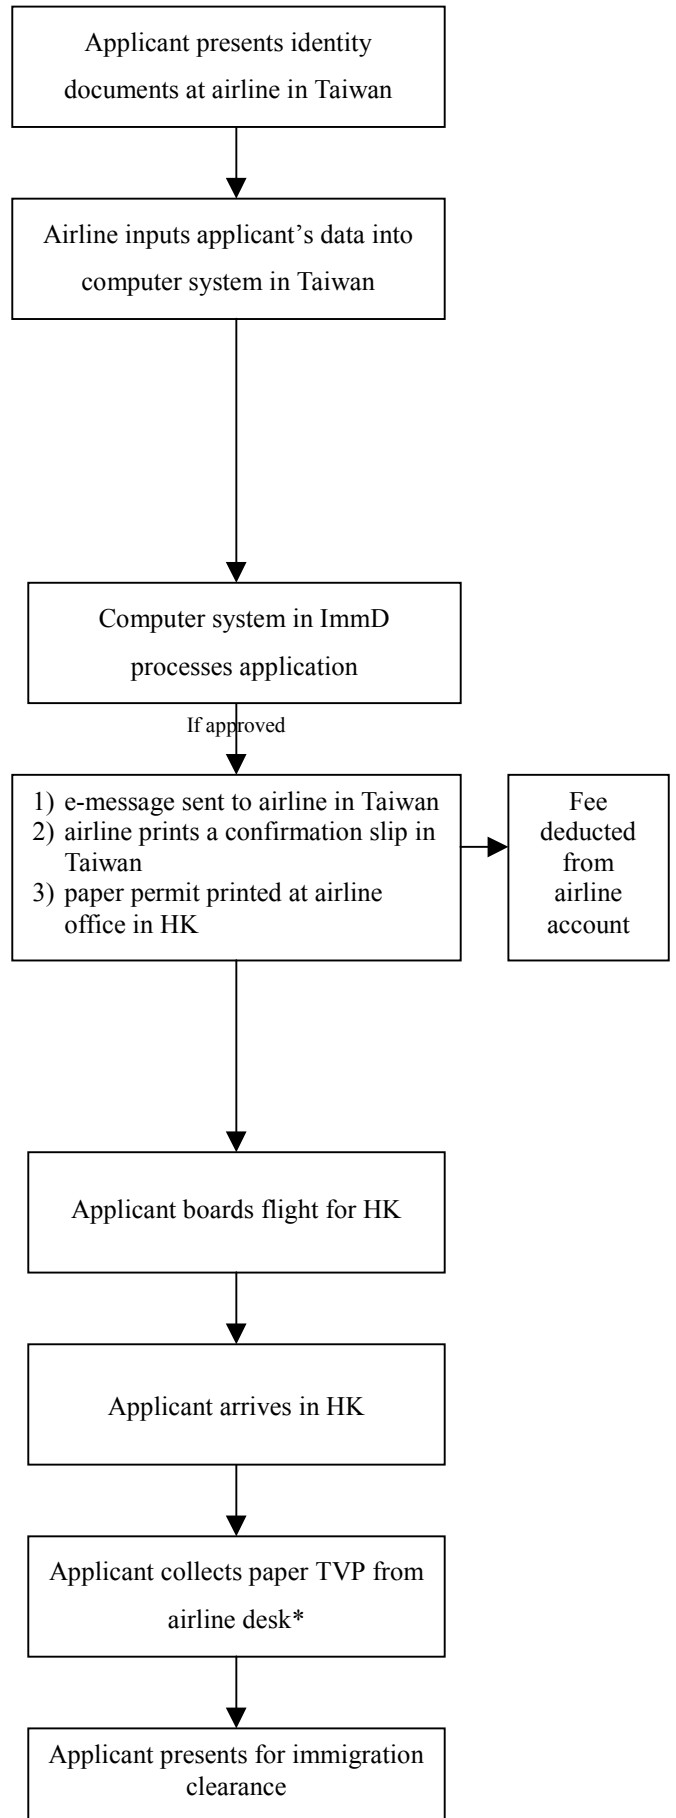 Applicant presents identity
documents at airline in Taiwan
Airline inputs applicant’s data into
computer system in Taiwan
Computer system in ImmD
processes application
If approved
1) e-message sent to airline in Taiwan
2) airline prints a confirmation slip in
Taiwan
3) paper permit printed at airline
office in HK
Fee
deducted
from
airline
account
Applicant boards flight for HK
Applicant arrives in HK
Applicant collects paper TVP from
airline desk*
Applicant presents for immigration
clearance